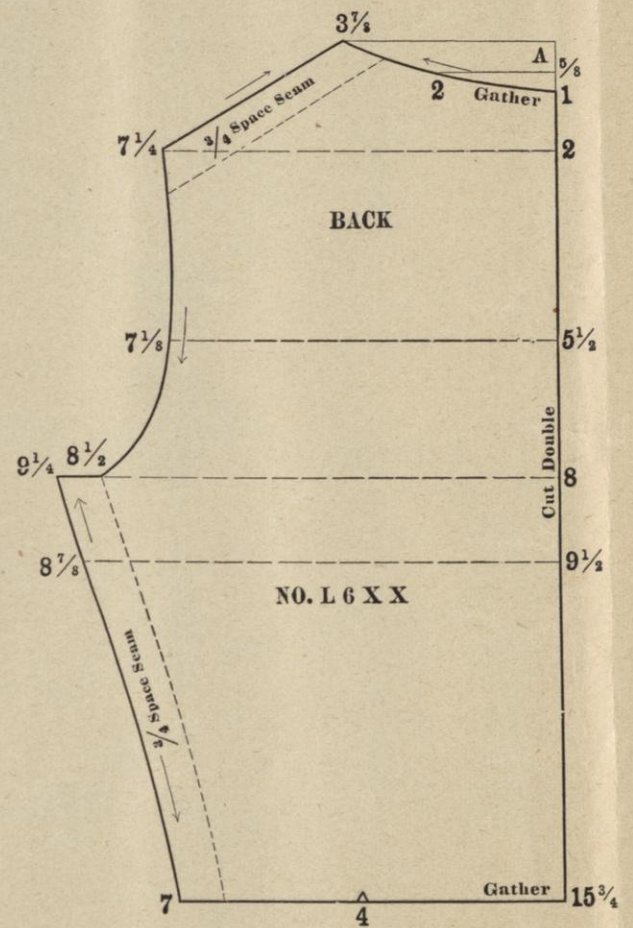 3⅞
A
⅝
2 Gather 1
¾ Space Seam
7¼ 2
BACK
7⅛ 5½
Cut Double
9¼ 8½ 8
8⅞ 9½
NO. L 6 X X
¾ Space Seam
Gather
7 4 15¾